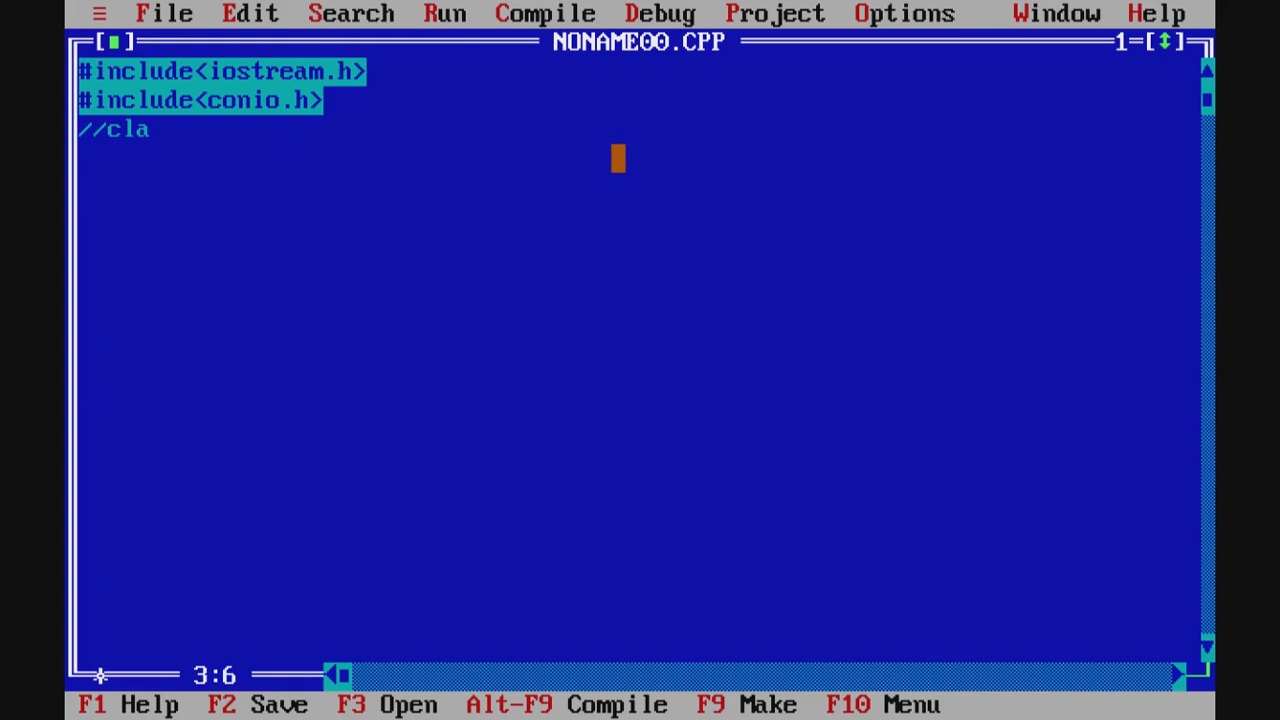 ≡ File Edit Search Run Compile Debug Project Options Window Help
[■] NONAME00.CPP 1=[↕]
#include<iostream.h>
#include<conio.h>
//cla
3:6
F1 Help F2 Save F3 Open Alt-F9 Compile F9 Make F10 Menu